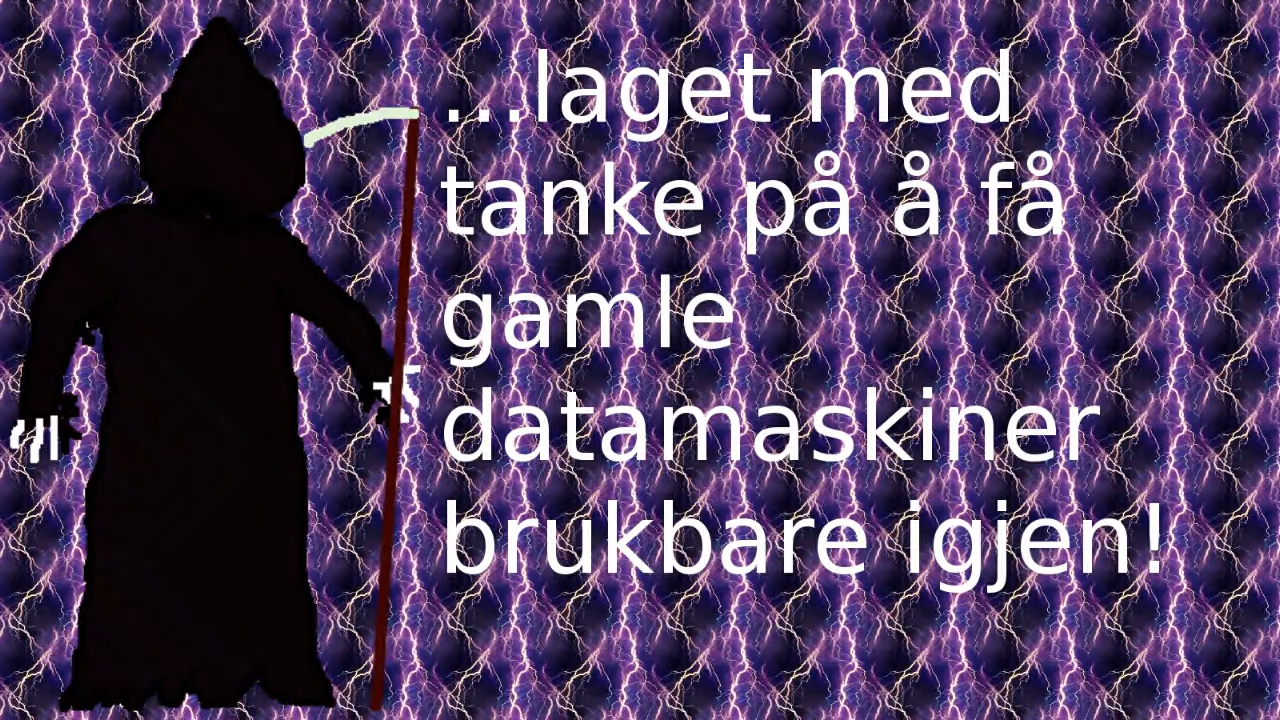 ...laget med
tanke på å få
gamle
datamaskiner
brukbare igjen!